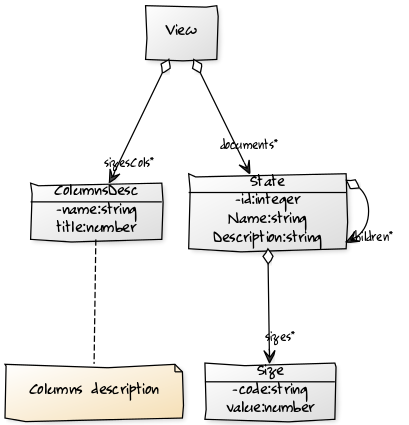 View
sizesCols*
documents*
ColumnsDesc
-name:string
title:number
State
-id:integer
Name:string
Description:string
children*
sizes*
Columns description
Size
-code:string
value:number